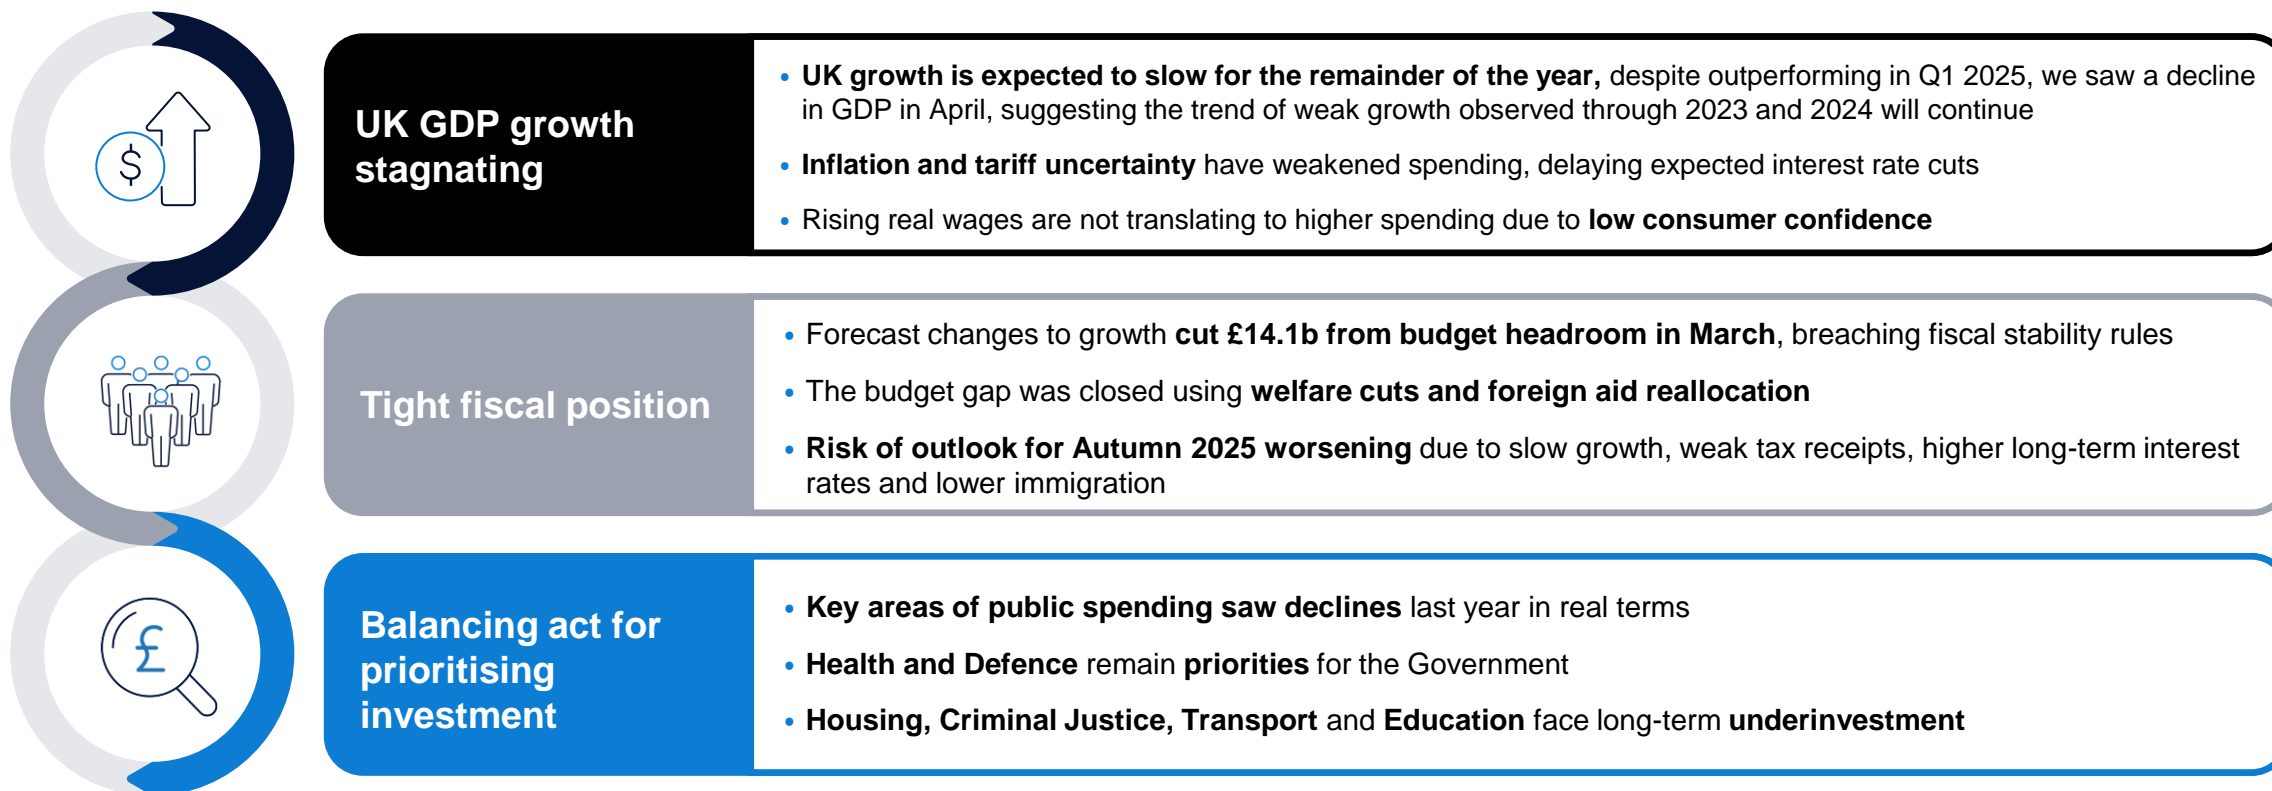 UK GDP growth
stagnating
• UK growth is expected to slow for the remainder of the year, despite outperforming in Q1 2025, we saw a decline
in GDP in April, suggesting the trend of weak growth observed through 2023 and 2024 will continue
• Inflation and tariff uncertainty have weakened spending, delaying expected interest rate cuts
• Rising real wages are not translating to higher spending due to low consumer confidence
$
Tight fiscal position
• Forecast changes to growth cut £14.1b from budget headroom in March, breaching fiscal stability rules
• The budget gap was closed using welfare cuts and foreign aid reallocation
• Risk of outlook for Autumn 2025 worsening due to slow growth, weak tax receipts, higher long-term interest
rates and lower immigration
£
Balancing act for
prioritising
investment
• Key areas of public spending saw declines last year in real terms
• Health and Defence remain priorities for the Government
• Housing, Criminal Justice, Transport and Education face long-term underinvestment